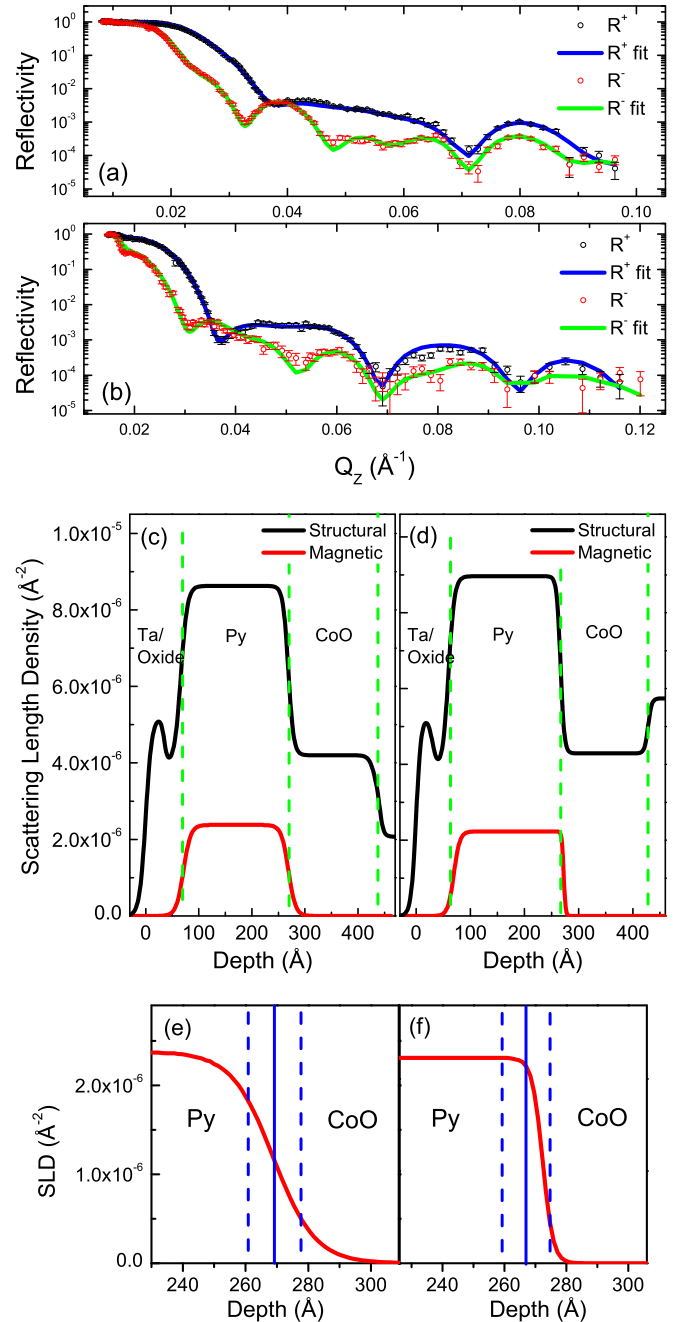 10⁰
10⁻¹
10⁻²
10⁻³
10⁻⁴
10⁻⁵
Reflectivity
(a)
R⁺
R⁺ fit
R⁻
R⁻ fit
0.02 0.04 0.06 0.08 0.10
10⁰
10⁻¹
10⁻²
10⁻³
10⁻⁴
10⁻⁵
Reflectivity
(b)
R⁺
R⁺ fit
R⁻
R⁻ fit
0.02 0.04 0.06 0.08 0.10 0.12
Q_Z (Å⁻¹)
Scattering Length Density (Å⁻²)
1.0x10⁻⁵
8.0x10⁻⁶
6.0x10⁻⁶
4.0x10⁻⁶
2.0x10⁻⁶
0.0
(c)
Structural
Magnetic
Ta/
Oxide
Py
CoO
0 100 200 300 400
Depth (Å)
(d)
Structural
Magnetic
Ta/
Oxide
Py
CoO
0 100 200 300 400
Depth (Å)
SLD (Å⁻²)
2.0x10⁻⁶
1.0x10⁻⁶
0.0
(e)
Py
CoO
240 260 280 300
Depth (Å)
(f)
Py
CoO
240 260 280 300
Depth (Å)